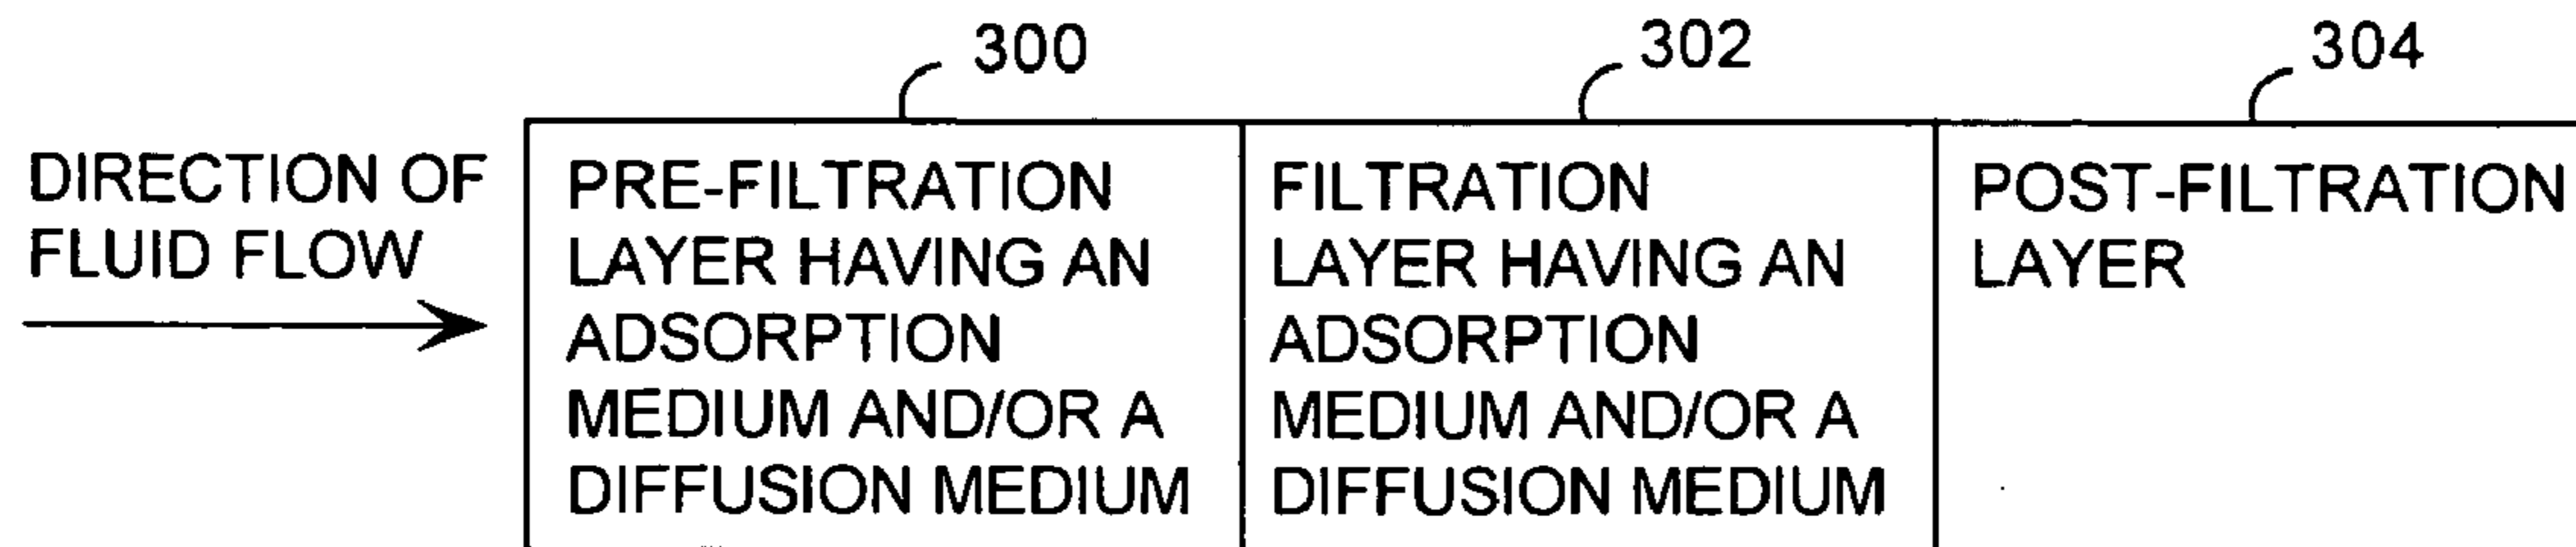 300
302
304
DIRECTION OF
FLUID FLOW
PRE-FILTRATION
LAYER HAVING AN
ADSORPTION
MEDIUM AND/OR A
DIFFUSION MEDIUM
FILTRATION
LAYER HAVING AN
ADSORPTION
MEDIUM AND/OR A
DIFFUSION MEDIUM
POST-FILTRATION
LAYER